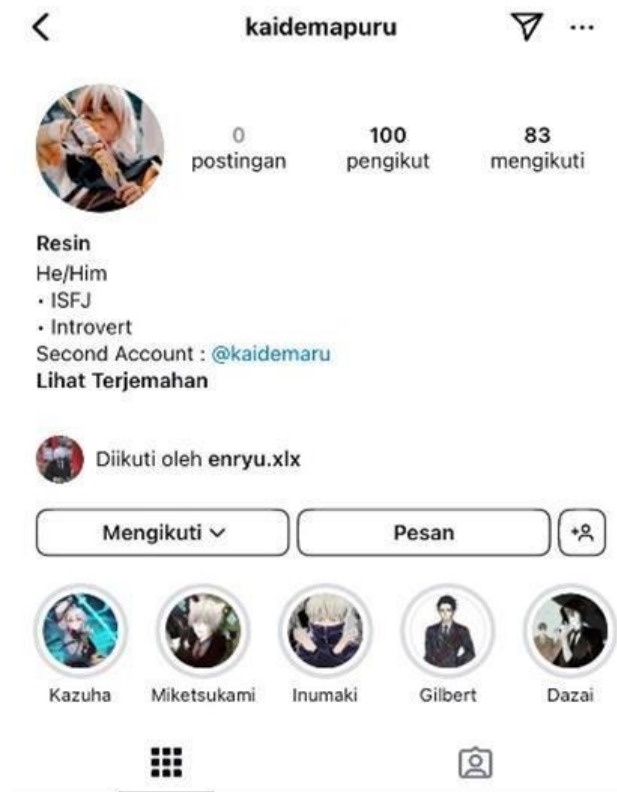 kaidemapuru
0 100 83
postingan pengikut mengikuti
Resin
He/Him
• ISFJ
• Introvert
Second Account : @kaidemaru
Lihat Terjemahan
Diikuti oleh enryu.xlx
Mengikuti Pesan
Kazuha Miketsukami Inumaki Gilbert Dazai